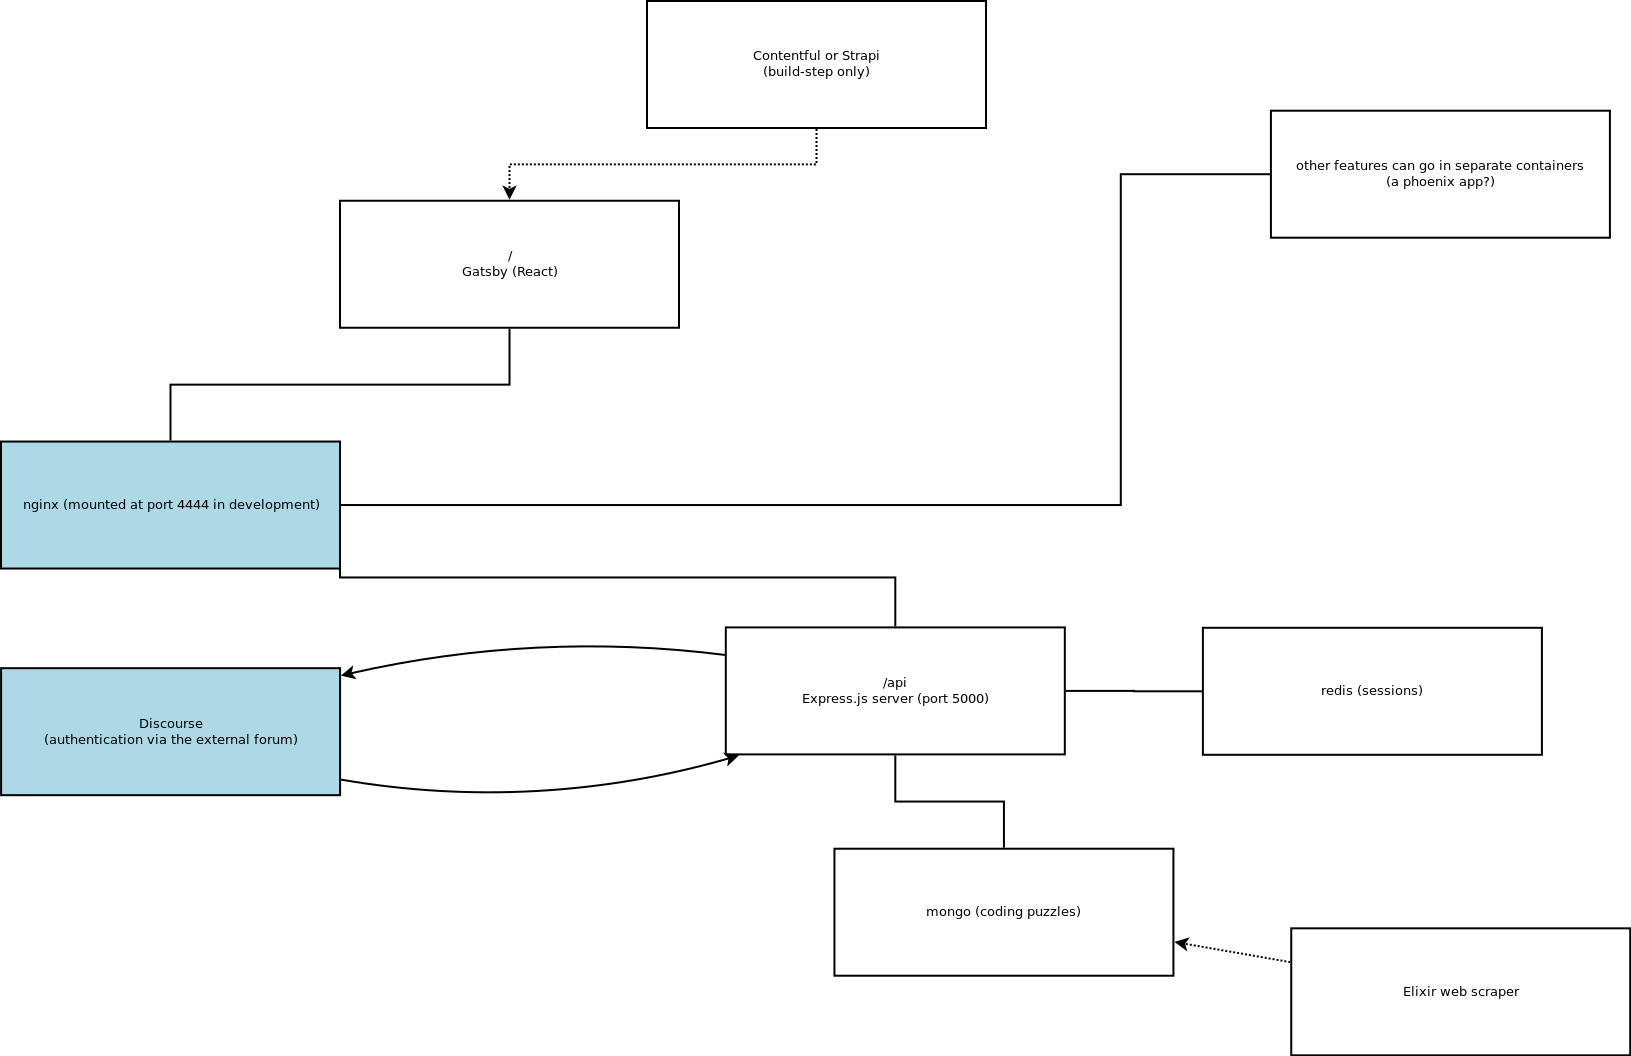 Contentful or Strapi
(build-step only)
other features can go in separate containers
(a phoenix app?)
/
Gatsby (React)
nginx (mounted at port 4444 in development)
/api
Express.js server (port 5000)
redis (sessions)
Discourse
(authentication via the external forum)
mongo (coding puzzles)
Elixir web scraper